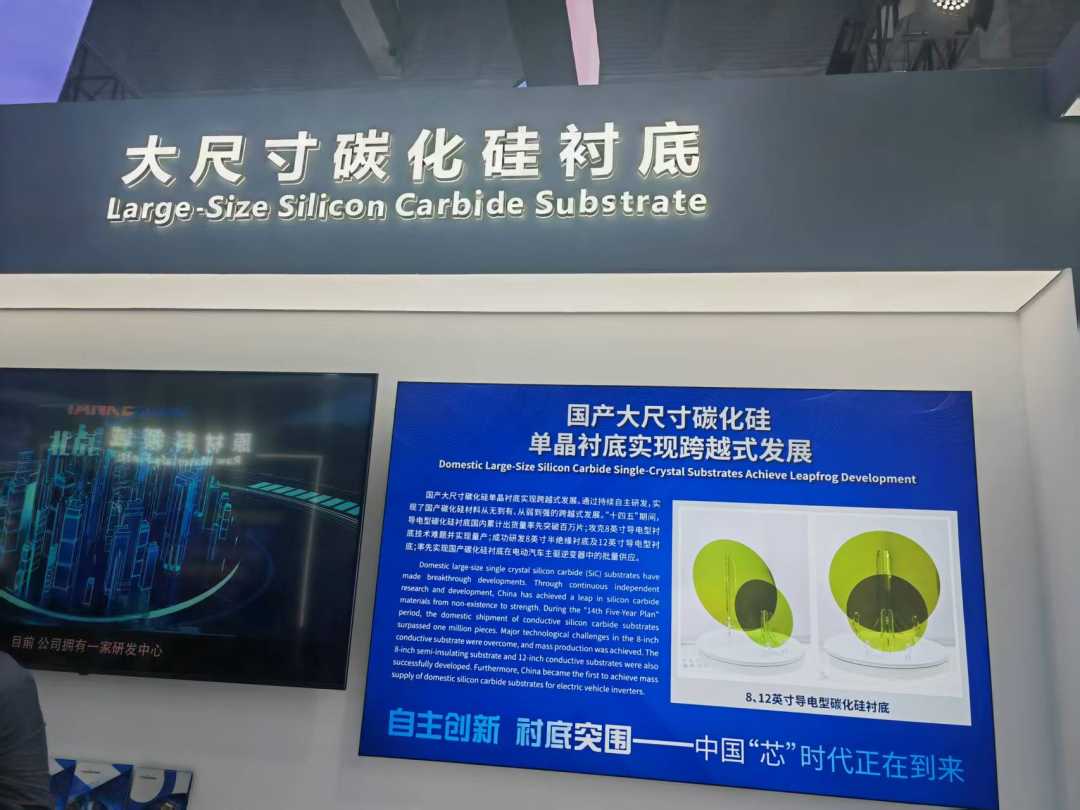 大尺寸碳化硅衬底
Large-Size Silicon Carbide Substrate
国产大尺寸碳化硅
单晶衬底实现跨越式发展
Domestic Large-Size Silicon Carbide Single-Crystal Substrates Achieve Leapfrog Development
国产大尺寸碳化硅单晶衬底实现跨越式发展。通过持续自主研发,实
现了国产碳化硅材料从无到有、从弱到强的跨越式发展。“十四五”期间,
导电型碳化硅衬底国内累计出货量率先突破百万片;攻克8英寸导电型衬
底技术难题并实现量产;成功研发8英寸半绝缘衬底及12英寸导电型衬
底;率先实现国产碳化硅衬底在电动汽车主驱逆变器中的批量供应。
Domestic large-size single crystal silicon carbide (SiC) substrates have
made breakthrough developments. Through continuous independent
research and development, China has achieved a leap in silicon carbide
materials from non-existence to strength. During the "14th Five-Year Plan"
period, the domestic shipment of conductive silicon carbide substrates
surpassed one million pieces. Major technological challenges in the 8-inch
conductive substrate were overcome, and mass production was achieved. The
8-inch semi-insulating substrate and 12-inch conductive substrates were also
successfully developed. Furthermore, China became the first to achieve mass
supply of domestic silicon carbide substrates for electric vehicle inverters.
8、12英寸导电型碳化硅衬底
自主创新 衬底突围——中国“芯”时代正在到来
TANKE
原材料
目前 公司拥有一家研发中心